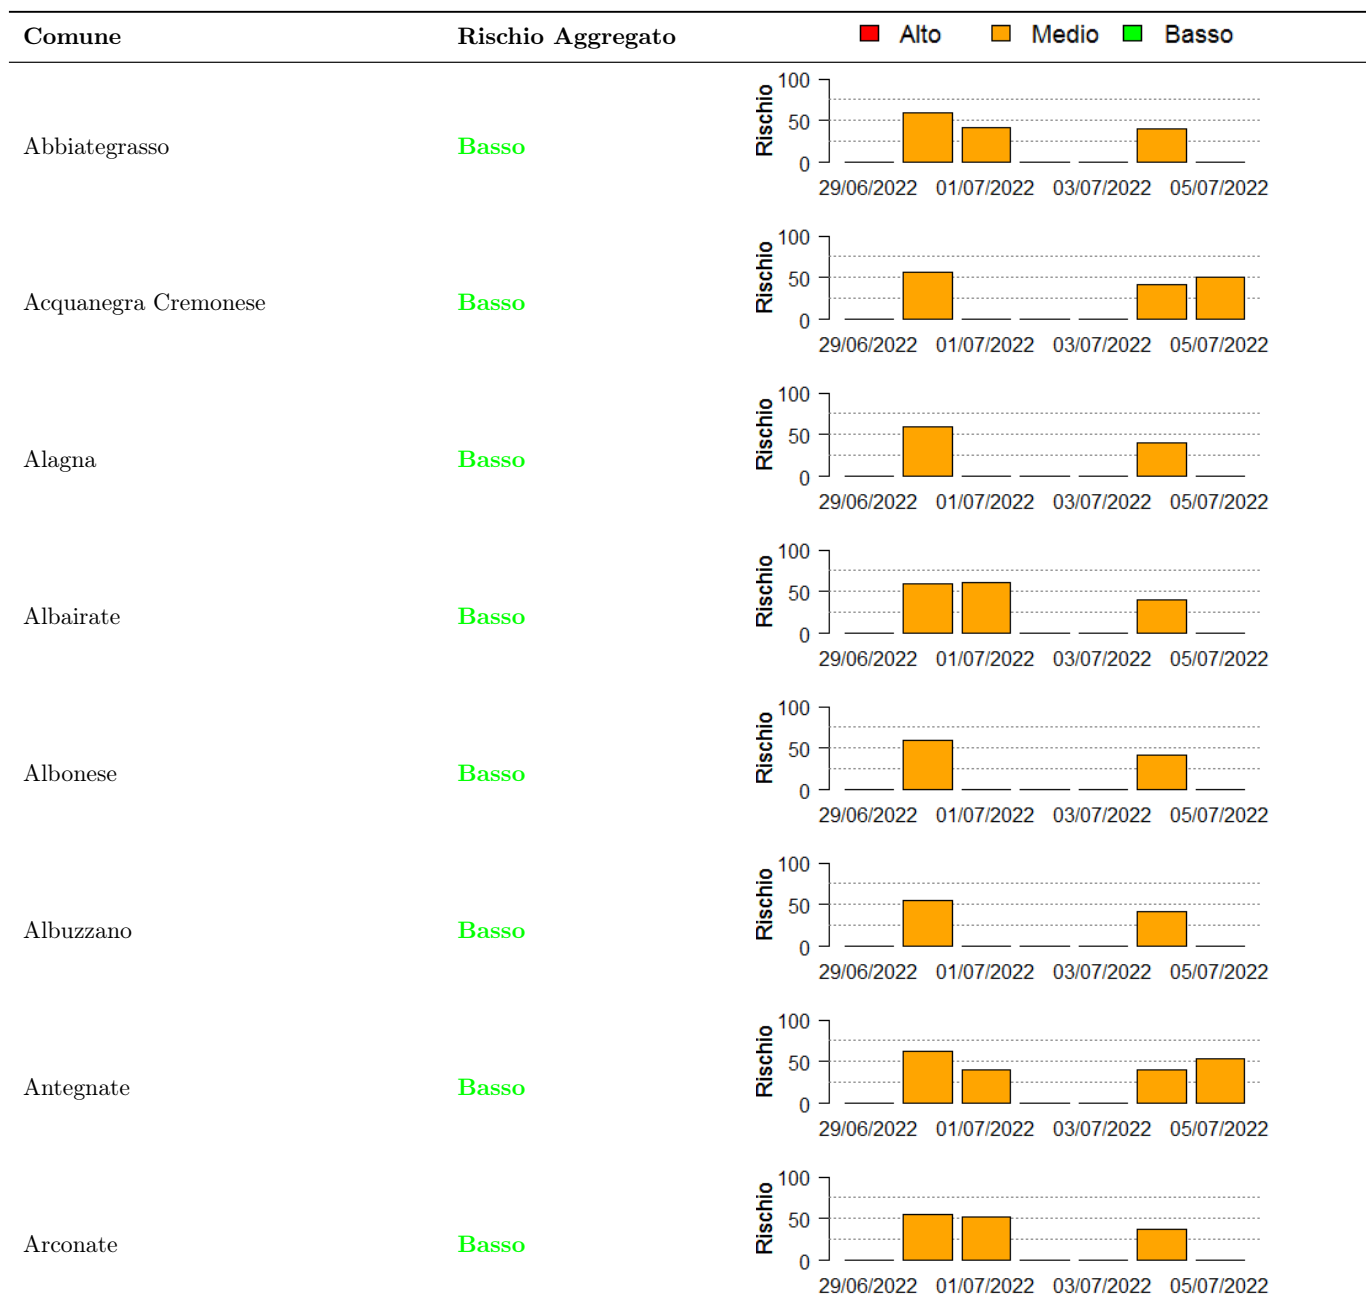 Comune Rischio Aggregato Alto Medio Basso
100
50
0
Rischio
Abbiategrasso Basso
29/06/2022 01/07/2022 03/07/2022 05/07/2022
100
50
0
Rischio
Acquanegra Cremonese Basso
29/06/2022 01/07/2022 03/07/2022 05/07/2022
100
50
0
Rischio
Alagna Basso
29/06/2022 01/07/2022 03/07/2022 05/07/2022
100
50
0
Rischio
Albairate Basso
29/06/2022 01/07/2022 03/07/2022 05/07/2022
100
50
0
Rischio
Albonese Basso
29/06/2022 01/07/2022 03/07/2022 05/07/2022
100
50
0
Rischio
Albuzzano Basso
29/06/2022 01/07/2022 03/07/2022 05/07/2022
100
50
0
Rischio
Antegnate Basso
29/06/2022 01/07/2022 03/07/2022 05/07/2022
100
50
0
Rischio
Arconate Basso
29/06/2022 01/07/2022 03/07/2022 05/07/2022